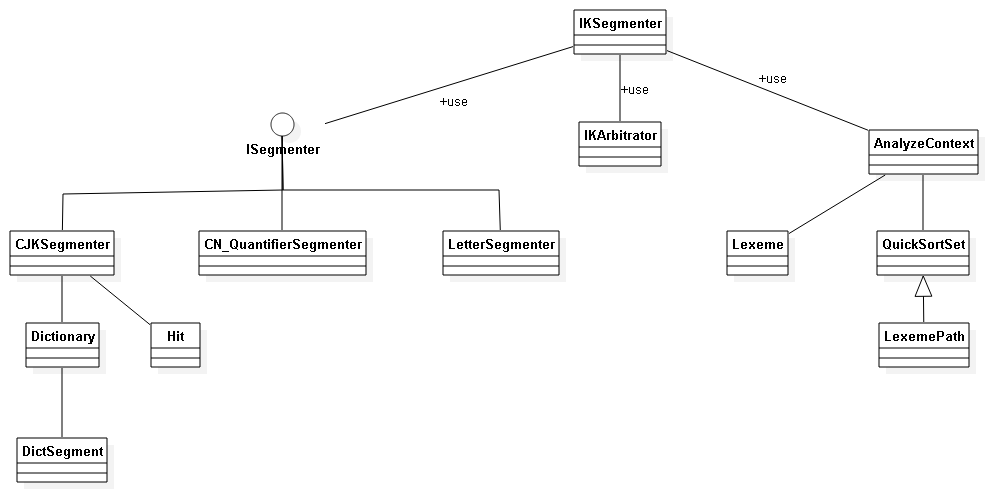 IKSegmenter
+use
+use
+use
ISegmenter
IKArbitrator
AnalyzeContext
CJKSegmenter
CN_QuantifierSegmenter
LetterSegmenter
Lexeme
QuickSortSet
Dictionary
Hit
LexemePath
DictSegment